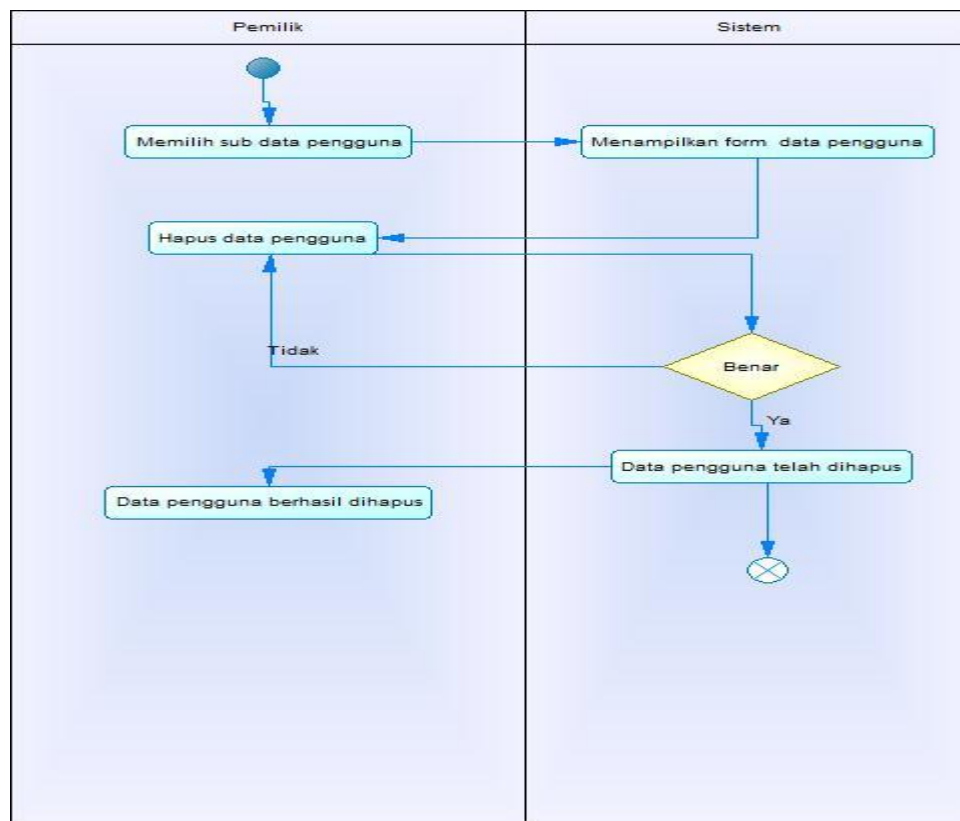 Pemilik
Sistem
Memilih sub data pengguna
Menampilkan form data pengguna
Hapus data pengguna
Tidak
Benar
Ya
Data pengguna telah dihapus
Data pengguna berhasil dihapus